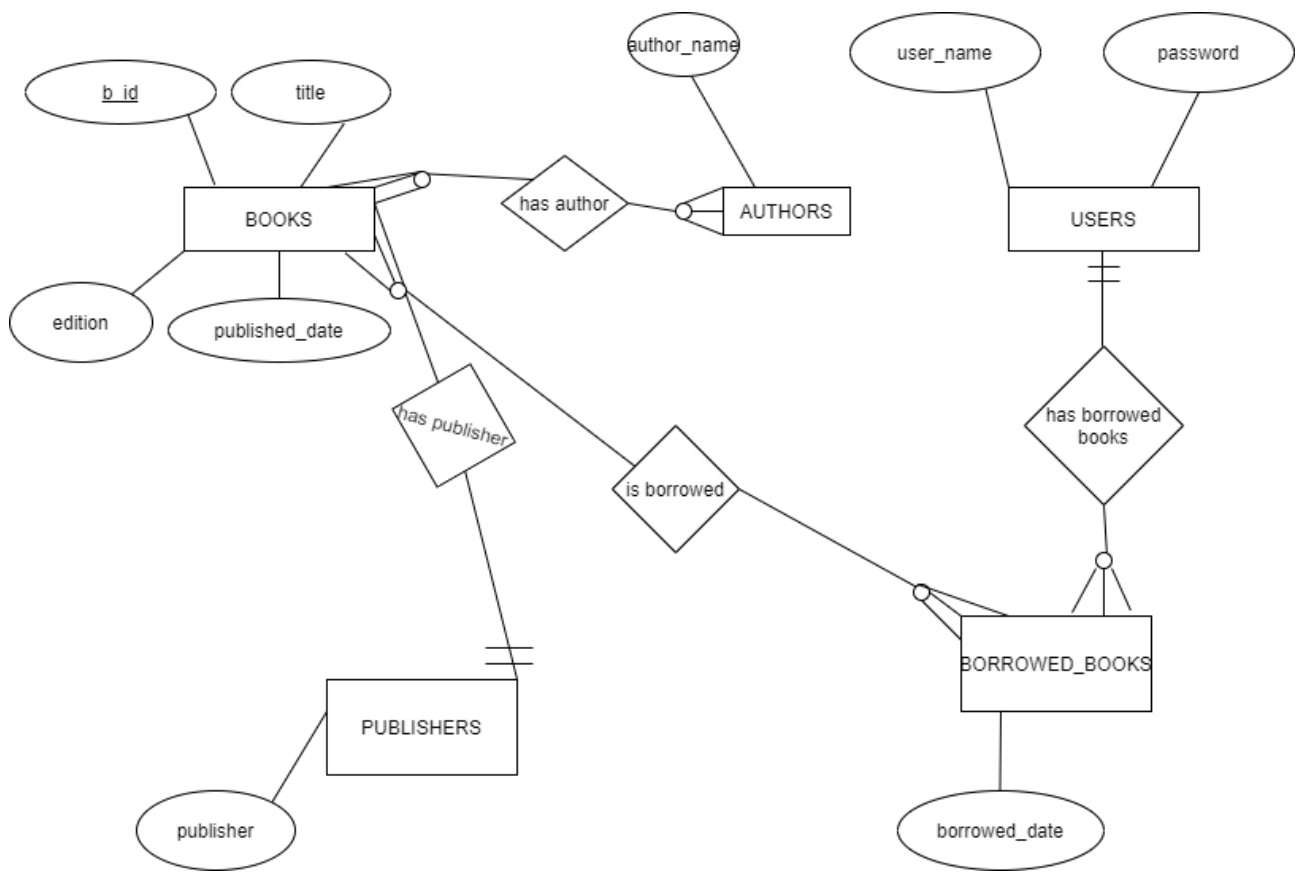 author_name
user_name
password
b_id
title
has author
BOOKS
AUTHORS
USERS
edition
published_date
has publisher
has borrowed
books
is borrowed
BORROWED_BOOKS
PUBLISHERS
publisher
borrowed_date